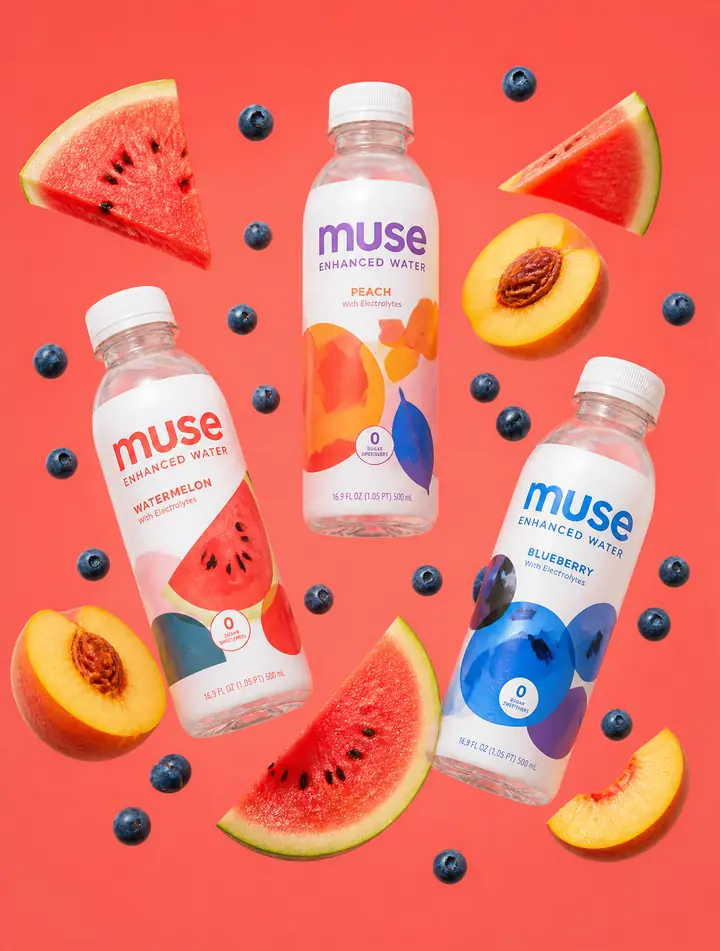 muse
ENHANCED WATER
PEACH
With Electrolytes
0
SUGAR
SWEETENERS
16.9 FL OZ (1.05 PT) 500 mL
muse
ENHANCED WATER
WATERMELON
With Electrolytes
0
SUGAR
SWEETENERS
16.9 FL OZ (1.05 PT) 500 mL
muse
ENHANCED WATER
BLUEBERRY
With Electrolytes
0
SUGAR
SWEETENERS
16.9 FL OZ (1.05 PT) 500 mL